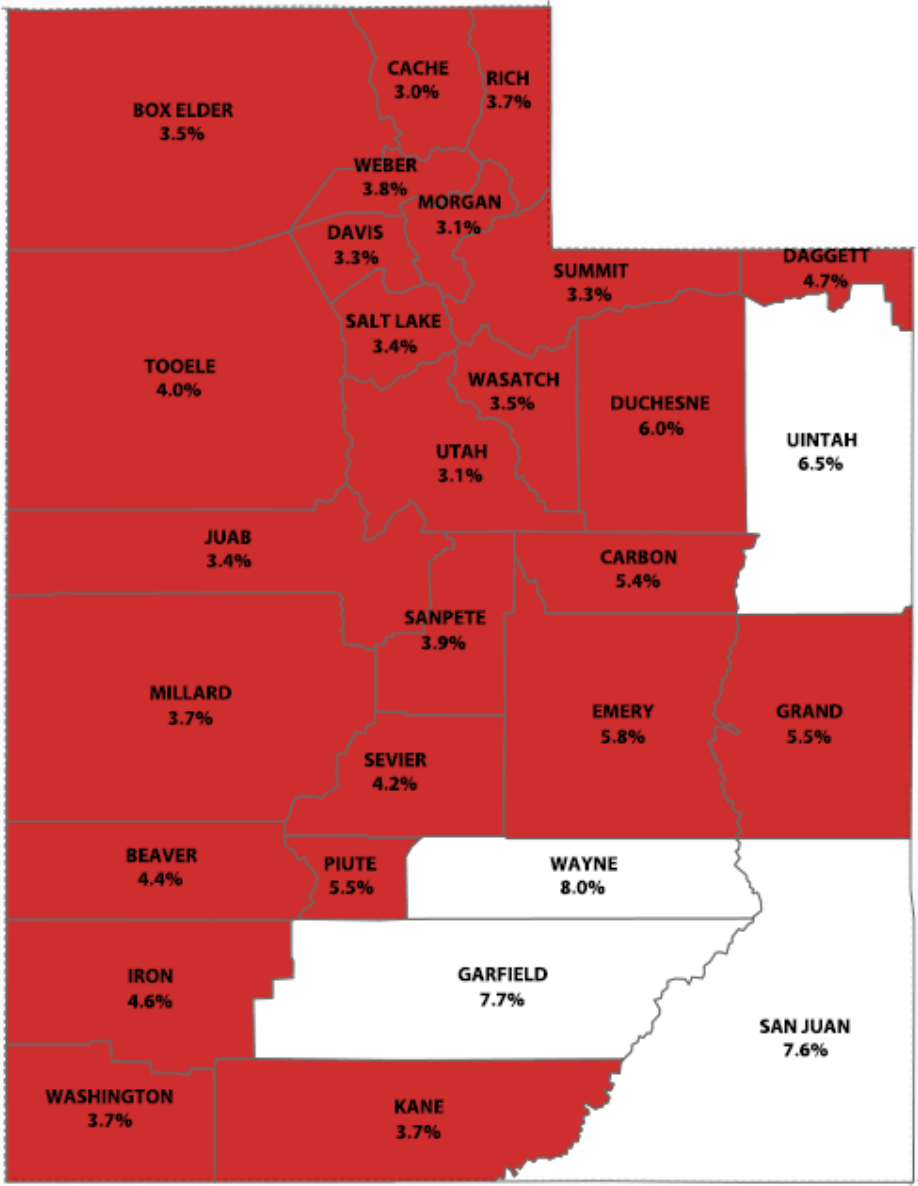 CACHE
3.0%
RICH
3.7%
BOX ELDER
3.5%
WEBER
3.8%
MORGAN
3.1%
DAVIS
3.3%
DAGGETT
4.7%
SUMMIT
3.3%
SALT LAKE
3.4%
TOOELE
4.0%
WASATCH
3.5%
DUCHESNE
6.0%
UINTAH
6.5%
UTAH
3.1%
JUAB
3.4%
CARBON
5.4%
SANPETE
3.9%
MILLARD
3.7%
EMERY
5.8%
GRAND
5.5%
SEVIER
4.2%
BEAVER
4.4%
PIUTE
5.5%
WAYNE
8.0%
IRON
4.6%
GARFIELD
7.7%
SAN JUAN
7.6%
WASHINGTON
3.7%
KANE
3.7%